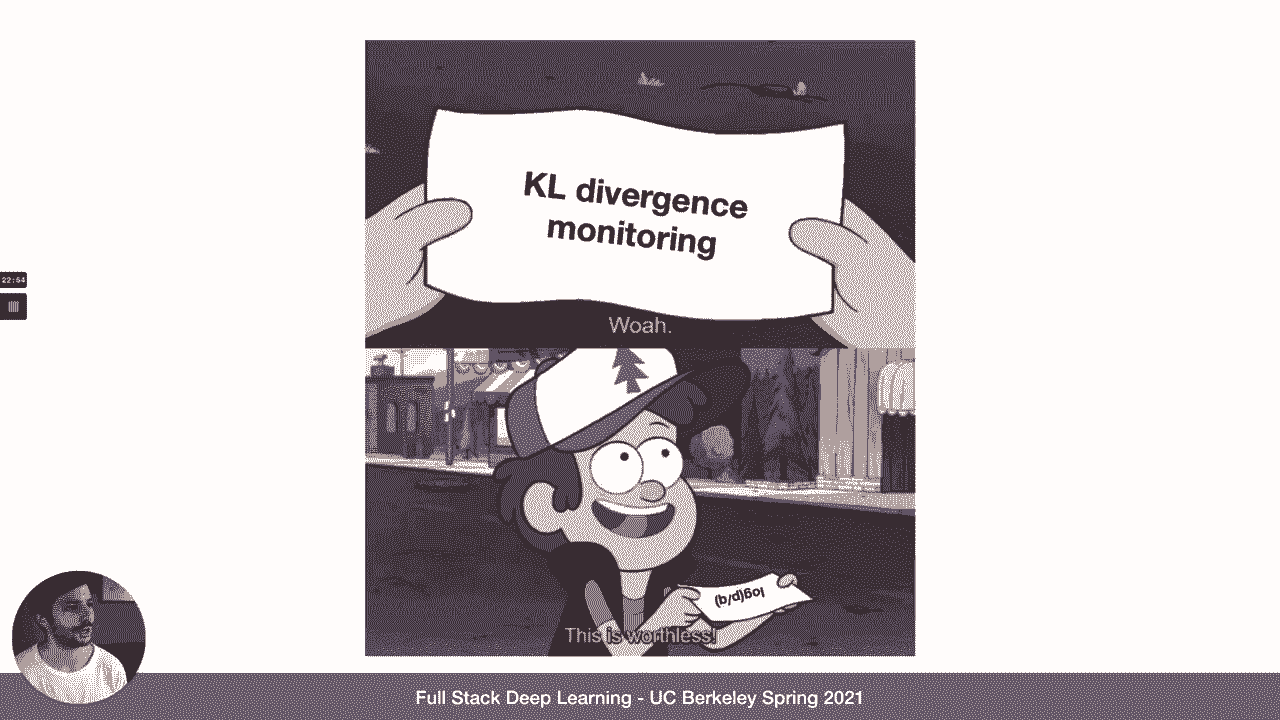 KL divergence
monitoring
Woah.
22:54
log(p/q)
This is worthless!
Full Stack Deep Learning - UC Berkeley Spring 2021